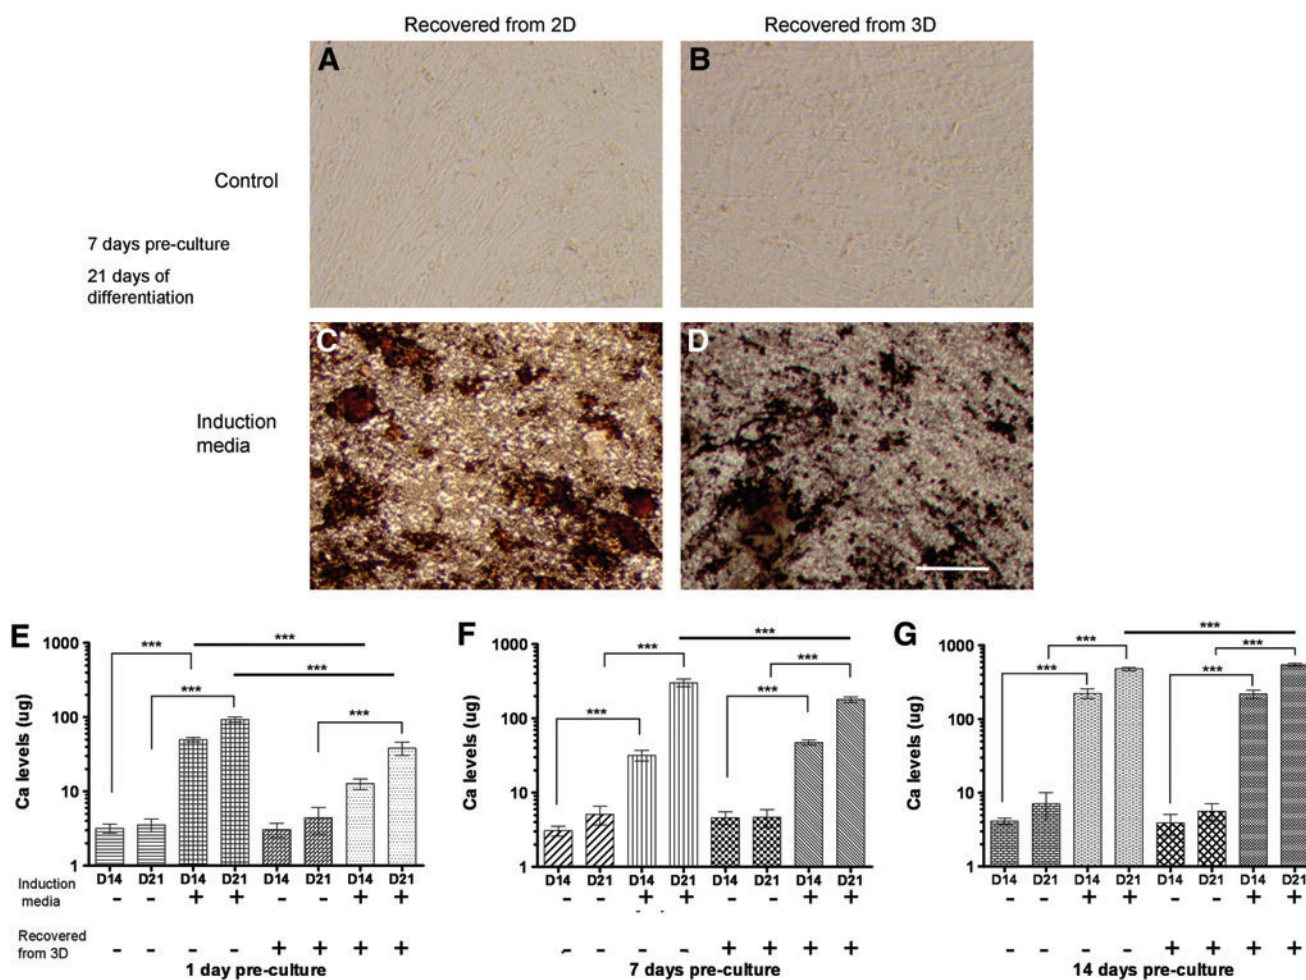 Recovered from 2D
Recovered from 3D
A
B
Control
7 days pre-culture
21 days of
differentiation
C
D
Induction
media
E
Ca levels (ug)
1000
100
10
1
***
***
***
***
***
D14 D21 D14 D21 D14 D21 D14 D21
Induction
media
- - + + - - + +
Recovered
from 3D
- - - - + + + +
1 day pre-culture
F
Ca levels (ug)
1000
100
10
1
***
***
***
***
***
D14 D21 D14 D21 D14 D21 D14 D21
- - + + - - + +
- - - - + + + +
7 days pre-culture
G
Ca levels (ug)
1000
100
10
1
***
***
***
***
***
D14 D21 D14 D21 D14 D21 D14 D21
- - + + - - + +
- - - - + + + +
14 days pre-culture